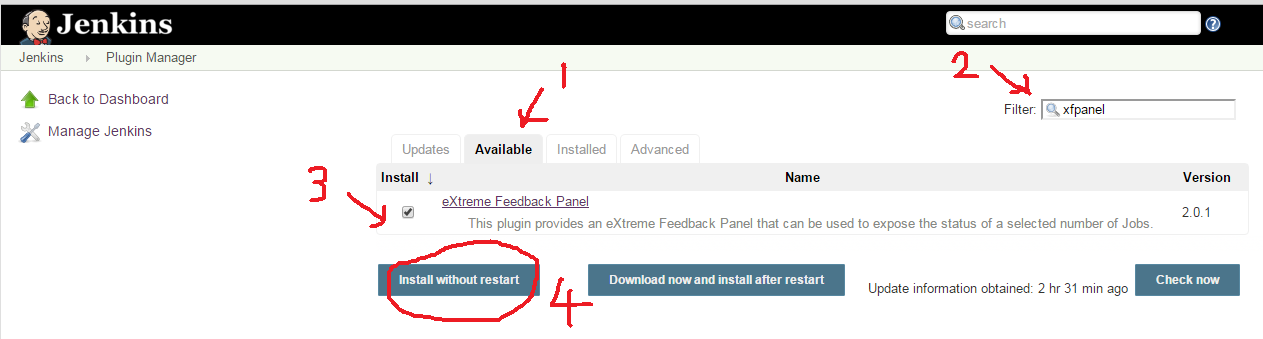 Jenkins
search
Jenkins Plugin Manager
1
2
Back to Dashboard
Filter: xfpanel
Manage Jenkins
Updates Available Installed Advanced
3
Install ↓ Name Version
eXtreme Feedback Panel
This plugin provides an eXtreme Feedback Panel that can be used to expose the status of a selected number of Jobs.
2.0.1
Install without restart
4
Download now and install after restart
Update information obtained: 2 hr 31 min ago
Check now